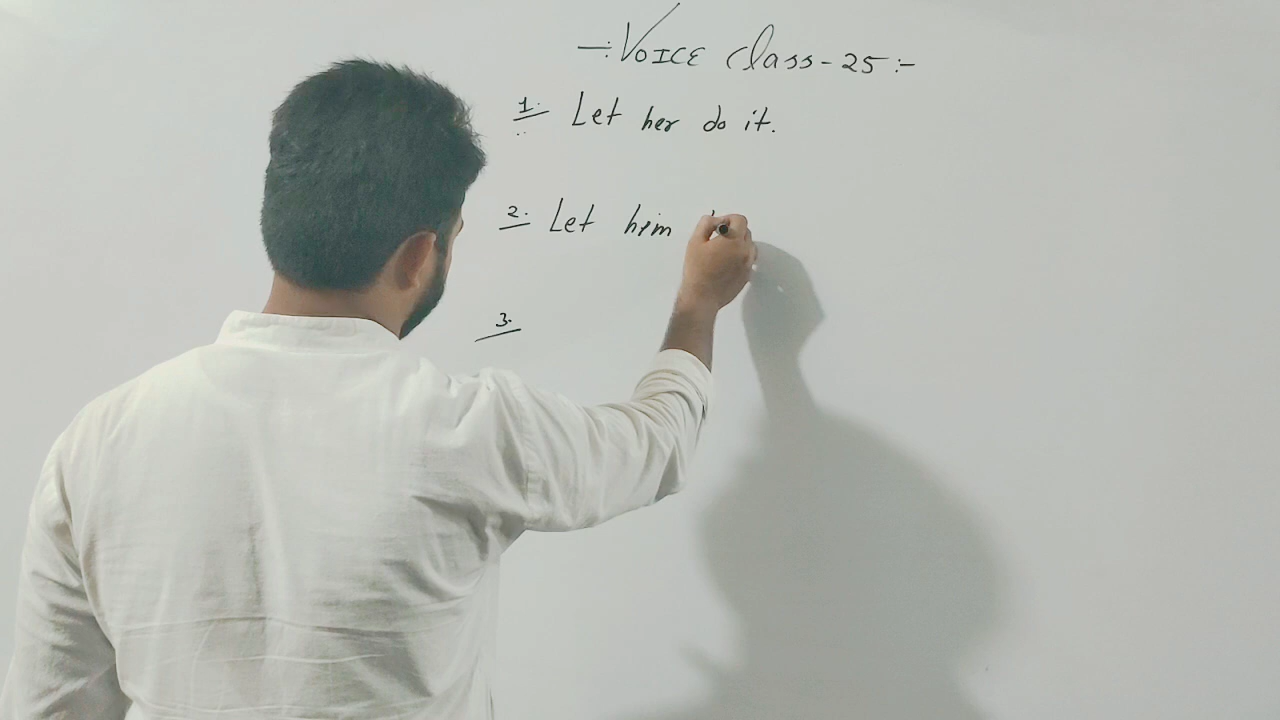 -:VOICE Class-25:-
1. Let her do it.
2. Let him
3.